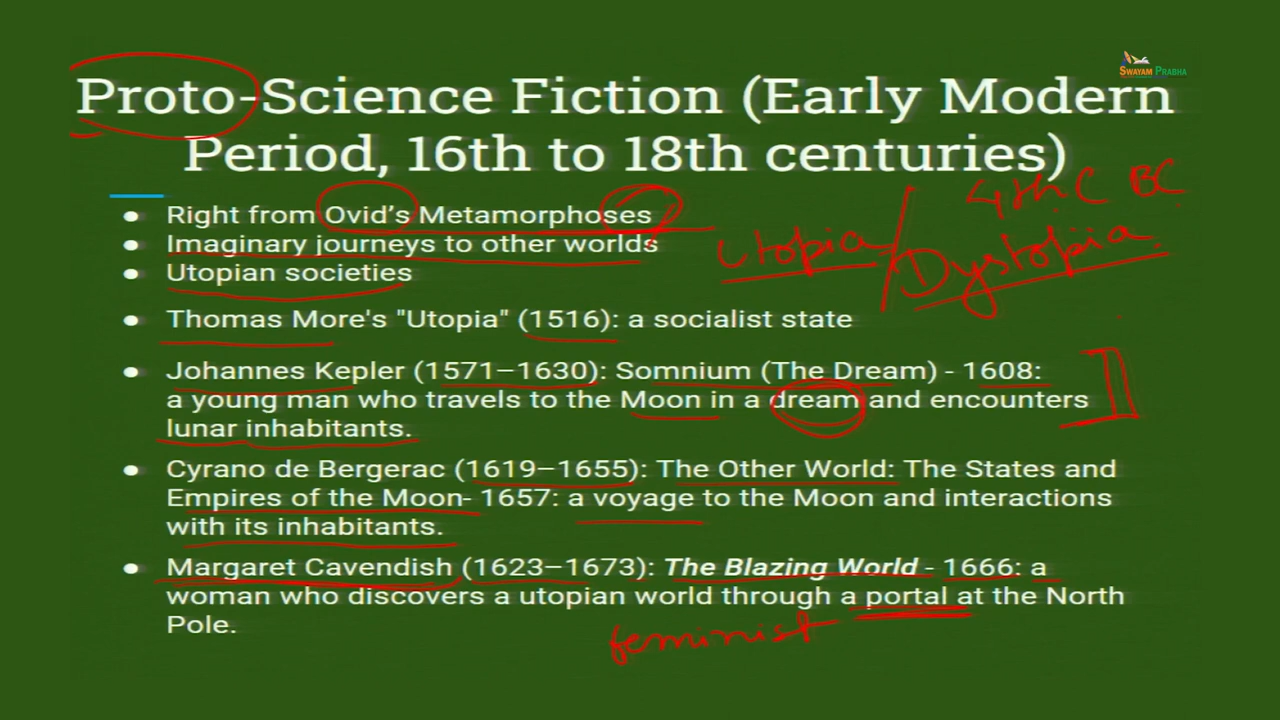 SWAYAM PRABHA
Proto-Science Fiction (Early Modern
Period, 16th to 18th centuries)
4th C BC
• Right from Ovid's Metamorphoses
• Imaginary journeys to other worlds
Utopia / Dystopia
• Utopian societies
• Thomas More's "Utopia" (1516): a socialist state
• Johannes Kepler (1571–1630): Somnium (The Dream) - 1608:
a young man who travels to the Moon in a dream and encounters
lunar inhabitants.
• Cyrano de Bergerac (1619–1655): The Other World: The States and
Empires of the Moon- 1657: a voyage to the Moon and interactions
with its inhabitants.
• Margaret Cavendish (1623–1673): The Blazing World - 1666: a
woman who discovers a utopian world through a portal at the North
Pole.
feminist